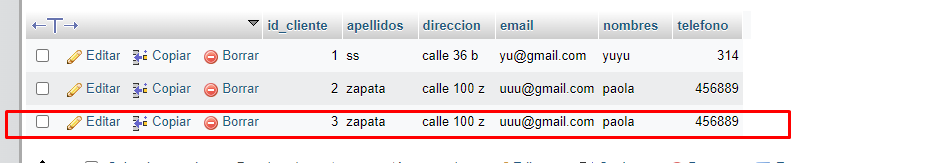 id_cliente apellidos direccion email nombres telefono
Editar Copiar Borrar 1 ss calle 36 b yu@gmail.com yuyu 314
Editar Copiar Borrar 2 zapata calle 100 z uuu@gmail.com paola 456889
Editar Copiar Borrar 3 zapata calle 100 z uuu@gmail.com paola 456889